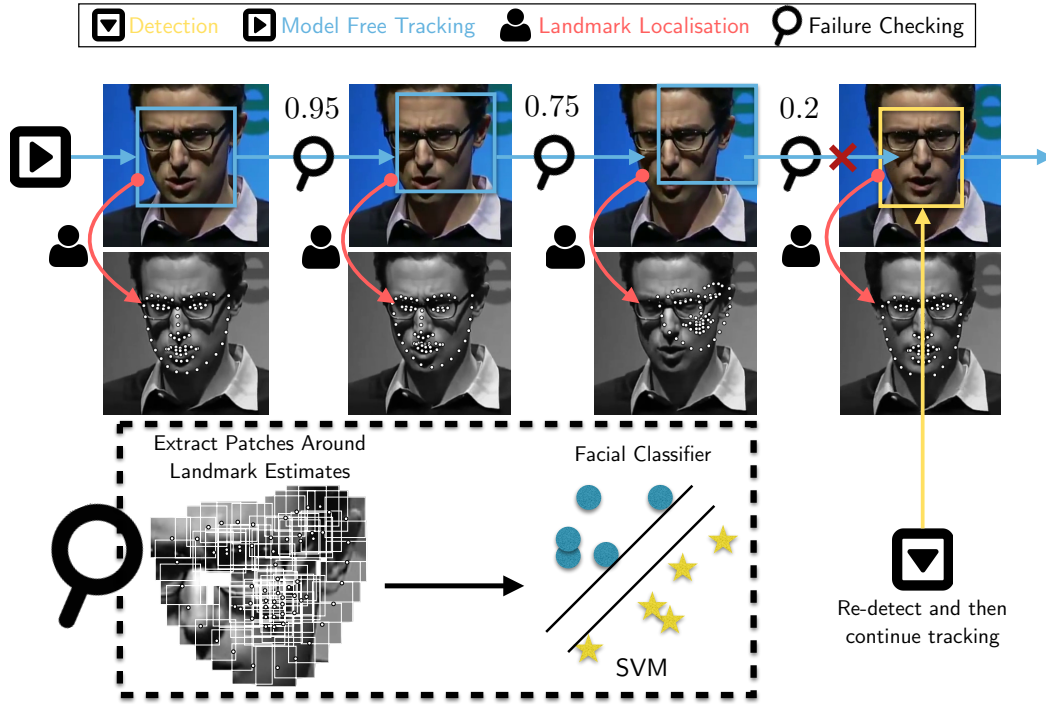 Detection Model Free Tracking Landmark Localisation Failure Checking
0.95 0.75 0.2
Extract Patches Around
Landmark Estimates
Facial Classifier
SVM
Re-detect and then
continue tracking